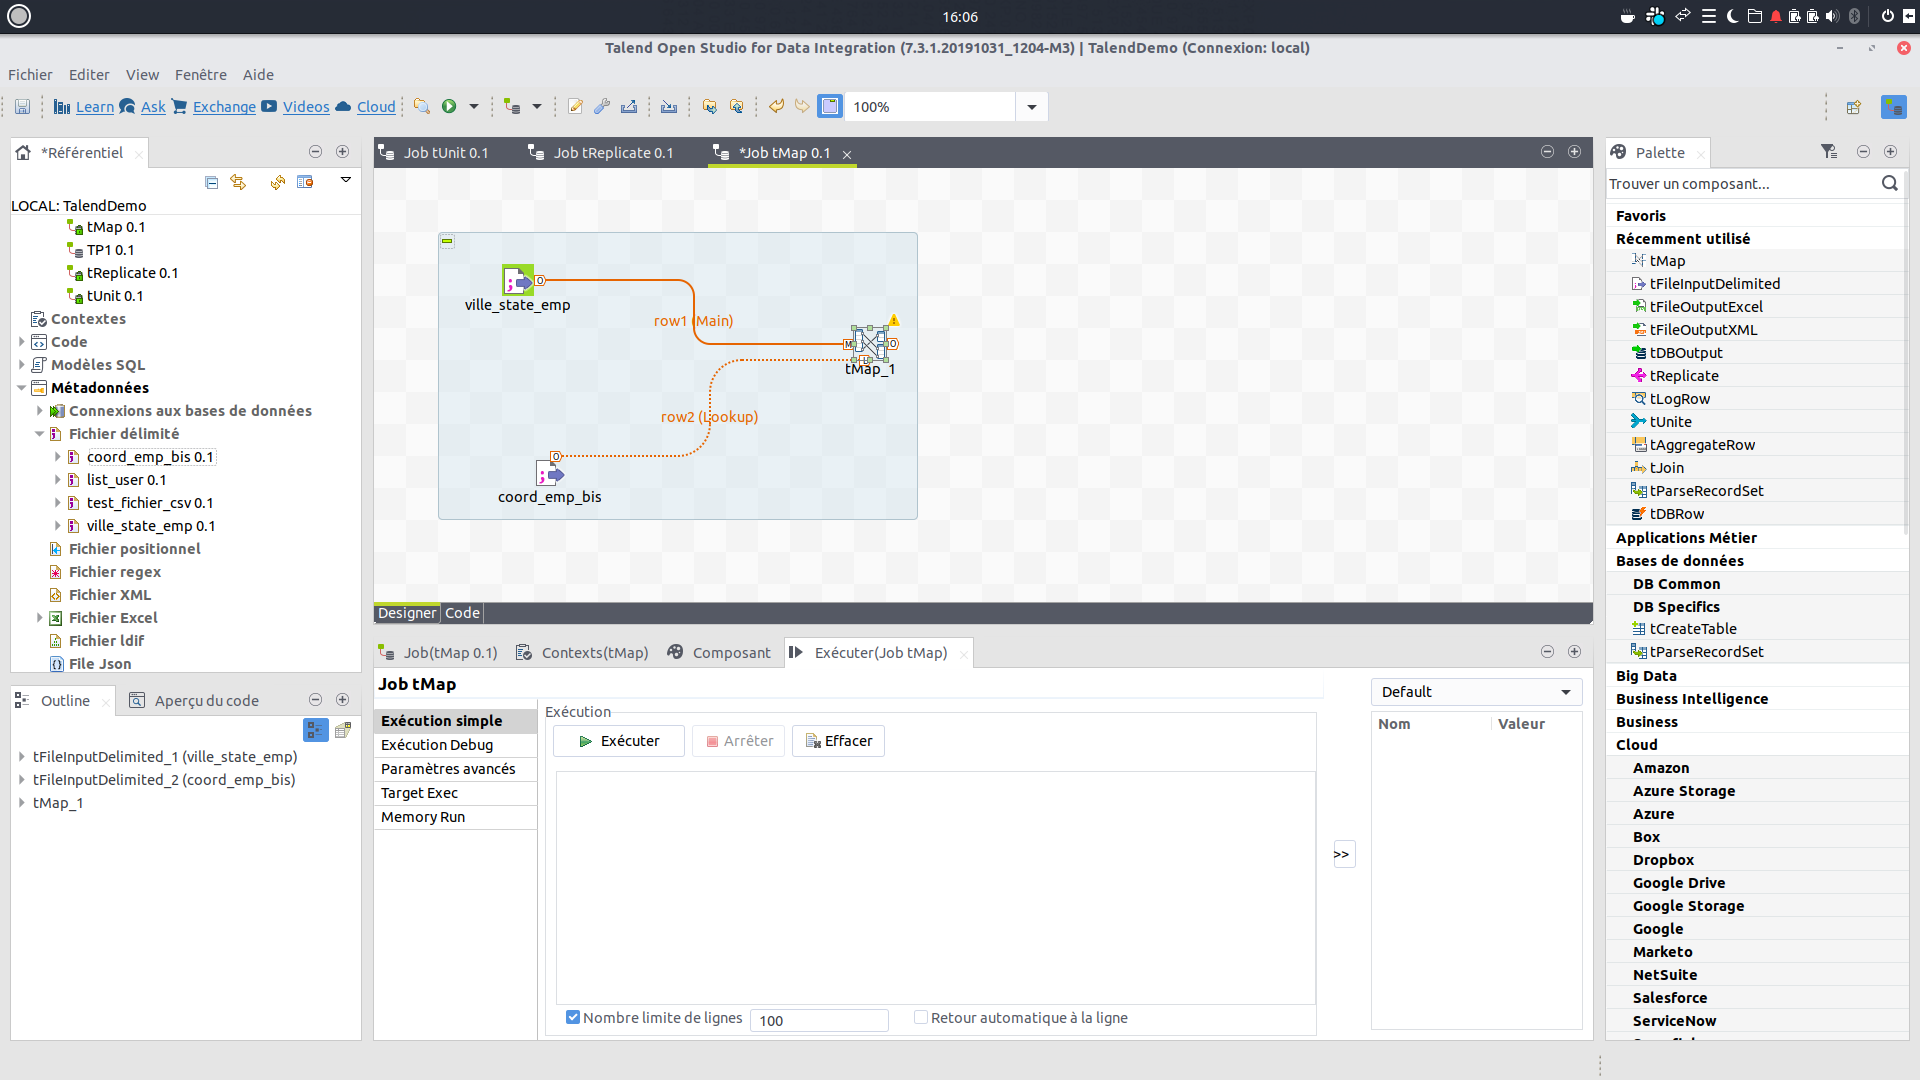 16:06
Talend Open Studio for Data Integration (7.3.1.20191031_1204-M3) | TalendDemo (Connexion: local)
Fichier Editer View Fenêtre Aide
Learn Ask Exchange Videos Cloud 100%
*Référentiel
LOCAL: TalendDemo
tMap 0.1
TP1 0.1
tReplicate 0.1
tUnit 0.1
Contextes
Code
Modèles SQL
Métadonnées
Connexions aux bases de données
Fichier délimité
coord_emp_bis 0.1
list_user 0.1
test_fichier_csv 0.1
ville_state_emp 0.1
Fichier positionnel
Fichier regex
Fichier XML
Fichier Excel
Fichier ldif
File Json
Outline Aperçu du code
tFileInputDelimited_1 (ville_state_emp)
tFileInputDelimited_2 (coord_emp_bis)
tMap_1
Job tUnit 0.1 Job tReplicate 0.1 *Job tMap 0.1
ville_state_emp
row1 (Main)
tMap_1
row2 (Lookup)
coord_emp_bis
Designer Code
Job(tMap 0.1) Contexts(tMap) Composant Exécuter(Job tMap)
Job tMap
Exécution simple
Exécution Debug
Paramètres avancés
Target Exec
Memory Run
Exécution
Exécuter Arrêter Effacer
Nombre limite de lignes 100 Retour automatique à la ligne
>>
Default
Nom Valeur
Palette
Trouver un composant...
Favoris
Récemment utilisé
tMap
tFileInputDelimited
tFileOutputExcel
tFileOutputXML
tDBOutput
tReplicate
tLogRow
tUnite
tAggregateRow
tJoin
tParseRecordSet
tDBRow
Applications Métier
Bases de données
DB Common
DB Specifics
tCreateTable
tParseRecordSet
Big Data
Business Intelligence
Business
Cloud
Amazon
Azure Storage
Azure
Box
Dropbox
Google Drive
Google Storage
Google
Marketo
NetSuite
Salesforce
ServiceNow